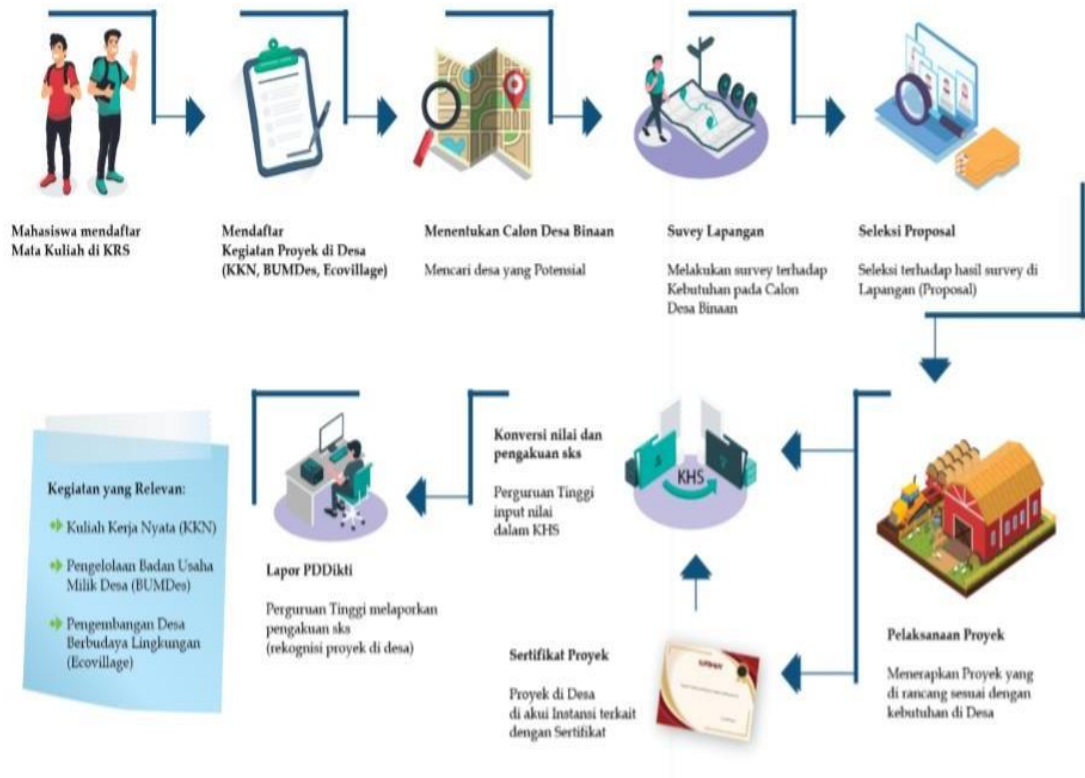 Mahasiswa mendaftar
Mata Kuliah di KRS
Mendaftar
Kegiatan Proyek di Desa
(KKN, BUMDes, Ecovillage)
Menentukan Calon Desa Binaan
Mencari desa yang Potensial
Suvey Lapangan
Melakukan survey terhadap
Kebutuhan pada Calon
Desa Binaan
Seleksi Proposal
Seleksi terhadap hasil survey di
Lapangan (Proposal)
Pelaksanaan Proyek
Menerapkan Proyek yang
di rancang sesuai dengan
kebutuhan di Desa
KHS
Sertifikat Proyek
Proyek di Desa
di akui Instansi terkait
dengan Sertifikat
Konversi nilai dan
pengakuan sks
Perguruan Tinggi
input nilai
dalam KHS
Lapor PDDikti
Perguruan Tinggi melaporkan
pengakuan sks
(rekognisi proyek di desa)
Kegiatan yang Relevan:
Kuliah Kerja Nyata (KKN)
Pengelolaan Badan Usaha
Milik Desa (BUMDes)
Pengembangan Desa
Berbudaya Lingkungan
(Ecovillage)